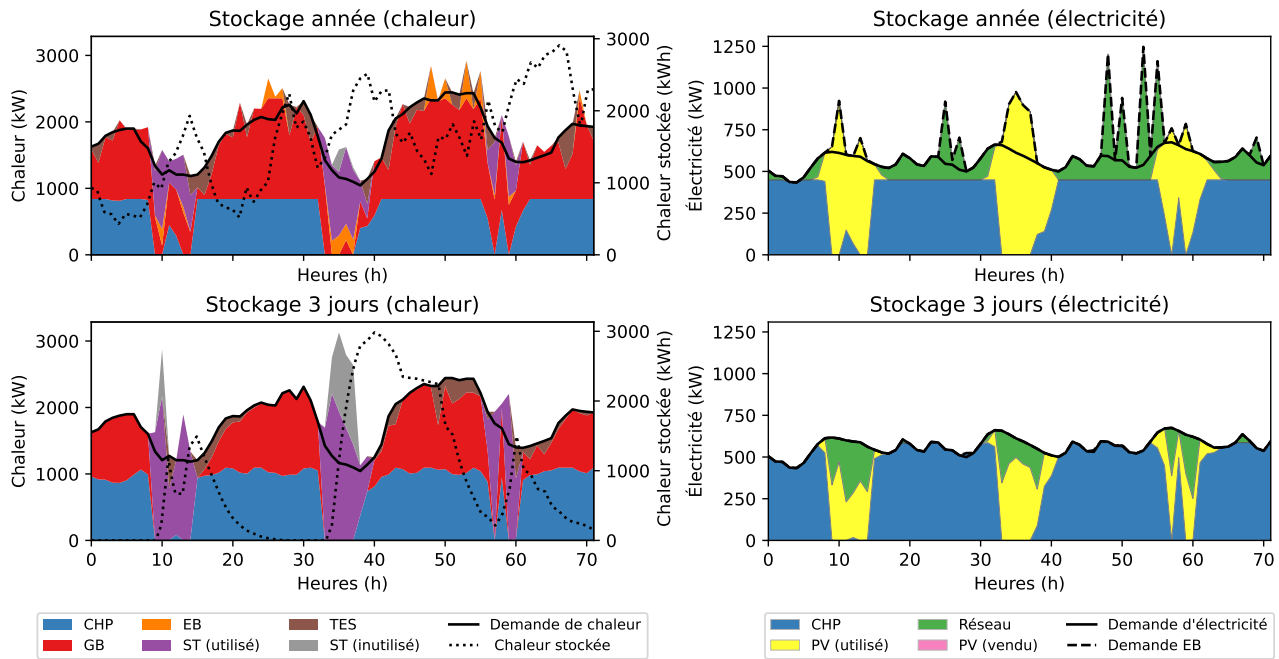 Stockage année (chaleur)
Chaleur (kW)
3000
2000
1000
0
3000
2000
1000
0
Chaleur stockée (kWh)
Heures (h)
Stockage année (électricité)
Électricité (kW)
1250
1000
750
500
250
0
Heures (h)
Stockage 3 jours (chaleur)
Chaleur (kW)
3000
2000
1000
0
3000
2000
1000
0
Chaleur stockée (kWh)
0 10 20 30 40 50 60 70
Heures (h)
Stockage 3 jours (électricité)
Électricité (kW)
1250
1000
750
500
250
0
0 10 20 30 40 50 60 70
Heures (h)
CHP EB TES Demande de chaleur
GB ST (utilisé) ST (inutilisé) Chaleur stockée
CHP Réseau Demande d'électricité
PV (utilisé) PV (vendu) Demande EB